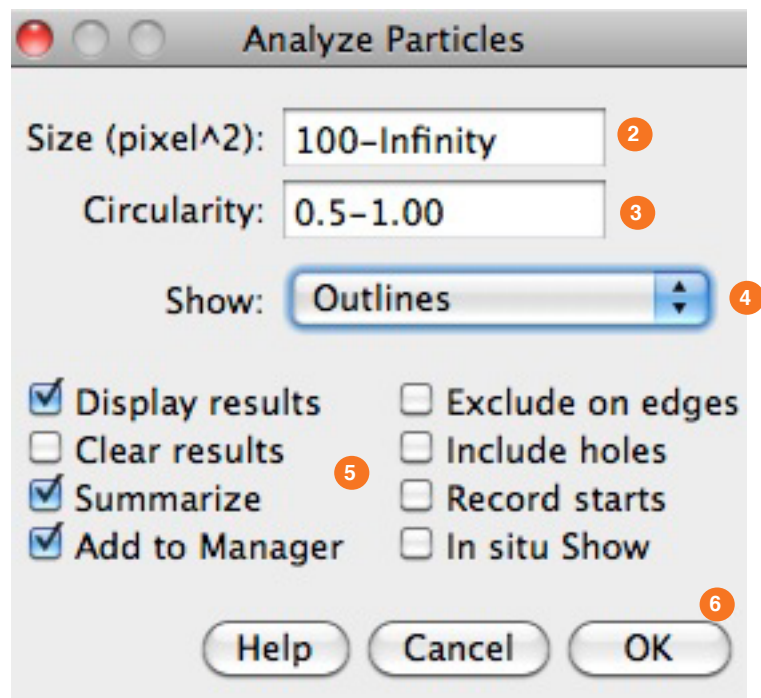 Analyze Particles
Size (pixel^2): 100-Infinity 2
Circularity: 0.5-1.00 3
Show: Outlines 4
Display results Exclude on edges
Clear results Include holes
5
Summarize Record starts
Add to Manager In situ Show
6
Help Cancel OK